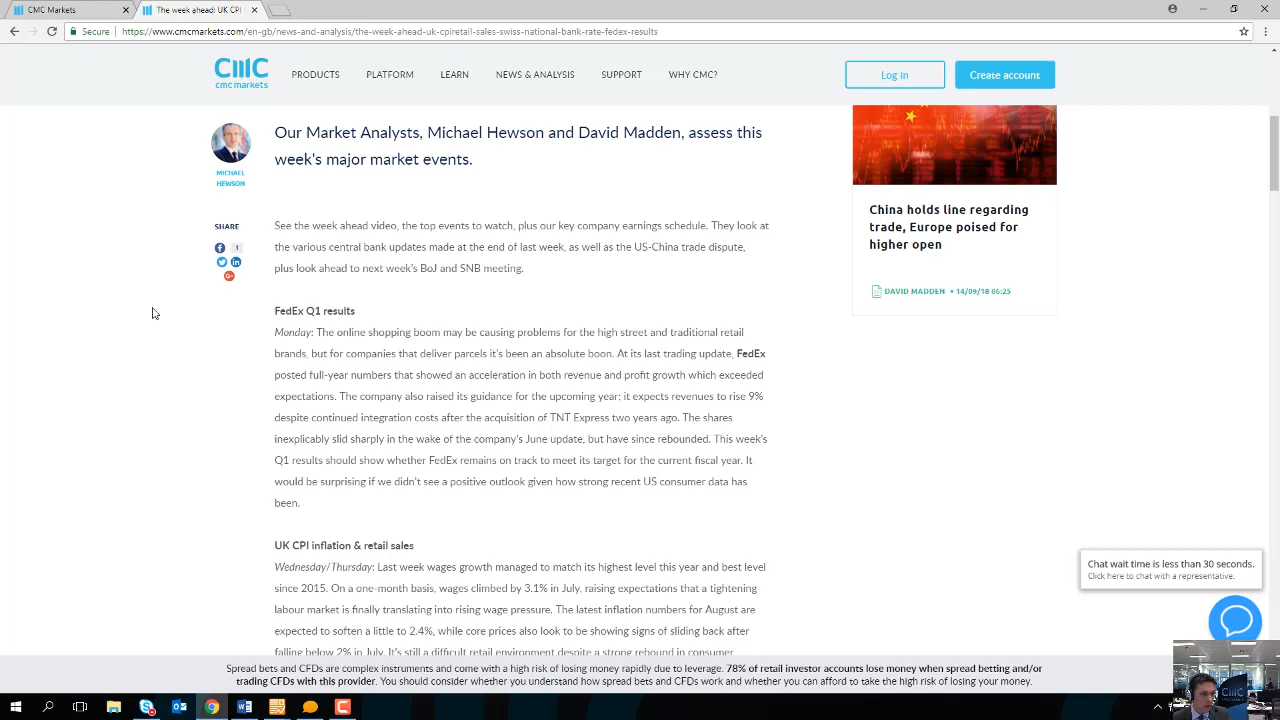 CMC Markets
The week ahead: UK CPI
Secure
https://www.cmcmarkets.com/en-gb/news-and-analysis/the-week-ahead-uk-cpiretail-sales-swiss-national-bank-rate-fedex-results
cmc markets
PRODUCTS
PLATFORM
LEARN
NEWS & ANALYSIS
SUPPORT
WHY CMC?
Log in
Create account
Our Market Analysts, Michael Hewson and David Madden, assess this
week's major market events.
MICHAEL
HEWSON
SHARE
1
See the week ahead video, the top events to watch, plus our key company earnings schedule. They look at
the various central bank updates made at the end of last week, as well as the US-China trade dispute,
plus look ahead to next week's BoJ and SNB meeting.
FedEx Q1 results
Monday: The online shopping boom may be causing problems for the high street and traditional retail
brands, but for companies that deliver parcels it's been an absolute boon. At its last trading update, FedEx
posted full-year numbers that showed an acceleration in both revenue and profit growth which exceeded
expectations. The company also raised its guidance for the upcoming year; it expects revenues to rise 9%
despite continued integration costs after the acquisition of TNT Express two years ago. The shares
inexplicably slid sharply in the wake of the company's June update, but have since rebounded. This week's
Q1 results should show whether FedEx remains on track to meet its target for the current fiscal year. It
would be surprising if we didn't see a positive outlook given how strong recent US consumer data has
been.
UK CPI inflation & retail sales
Wednesday/Thursday: Last week wages growth managed to match its highest level this year and best level
since 2015. On a one-month basis, wages climbed by 3.1% in July, raising expectations that a tightening
labour market is finally translating into rising wage pressure. The latest inflation numbers for August are
expected to soften a little to 2.4%, while core prices also look to be showing signs of sliding back after
falling below 2% in July. It's still a difficult retail environment despite a strong rebound in consumer
China holds line regarding
trade, Europe poised for
higher open
DAVID MADDEN • 14/09/18 06:25
Chat wait time is less than 30 seconds.
Click here to chat with a representative.
Spread bets and CFDs are complex instruments and come with a high risk of losing money rapidly due to leverage. 78% of retail investor accounts lose money when spread betting and/or
trading CFDs with this provider. You should consider whether you understand how spread bets and CFDs work and whether you can afford to take the high risk of losing your money.